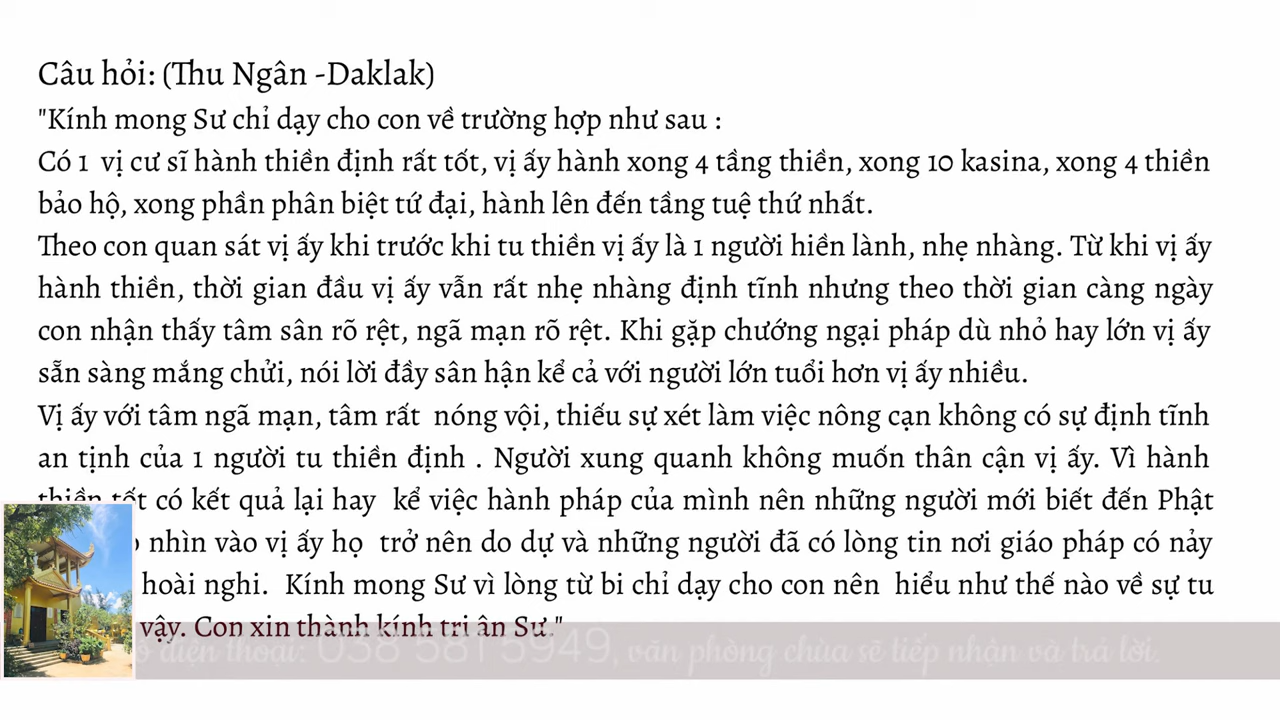 Câu hỏi: (Thu Ngân -Daklak)
"Kính mong Sư chỉ dạy cho con về trường hợp như sau :
Có 1 vị cư sĩ hành thiền định rất tốt, vị ấy hành xong 4 tầng thiền, xong 10 kasina, xong 4 thiền
bảo hộ, xong phần phân biệt tứ đại, hành lên đến tầng tuệ thứ nhất.
Theo con quan sát vị ấy khi trước khi tu thiền vị ấy là 1 người hiền lành, nhẹ nhàng. Từ khi vị ấy
hành thiền, thời gian đầu vị ấy vẫn rất nhẹ nhàng định tĩnh nhưng theo thời gian càng ngày
con nhận thấy tâm sân rõ rệt, ngã mạn rõ rệt. Khi gặp chướng ngại pháp dù nhỏ hay lớn vị ấy
sẵn sàng mắng chửi, nói lời đầy sân hận kể cả với người lớn tuổi hơn vị ấy nhiều.
Vị ấy với tâm ngã mạn, tâm rất nóng vội, thiếu sự xét làm việc nông cạn không có sự định tĩnh
an tịnh của 1 người tu thiền định . Người xung quanh không muốn thân cận vị ấy. Vì hành
thiền tốt có kết quả lại hay kể việc hành pháp của mình nên những người mới biết đến Phật
nhìn vào vị ấy họ trở nên do dự và những người đã có lòng tin nơi giáo pháp có nảy
hoài nghi. Kính mong Sư vì lòng từ bi chỉ dạy cho con nên hiểu như thế nào về sự tu
vậy. Con xin thành kính tri ân Sư."
điện thoại: 038 581 5949, văn phòng chùa sẽ tiếp nhận và trả lời.